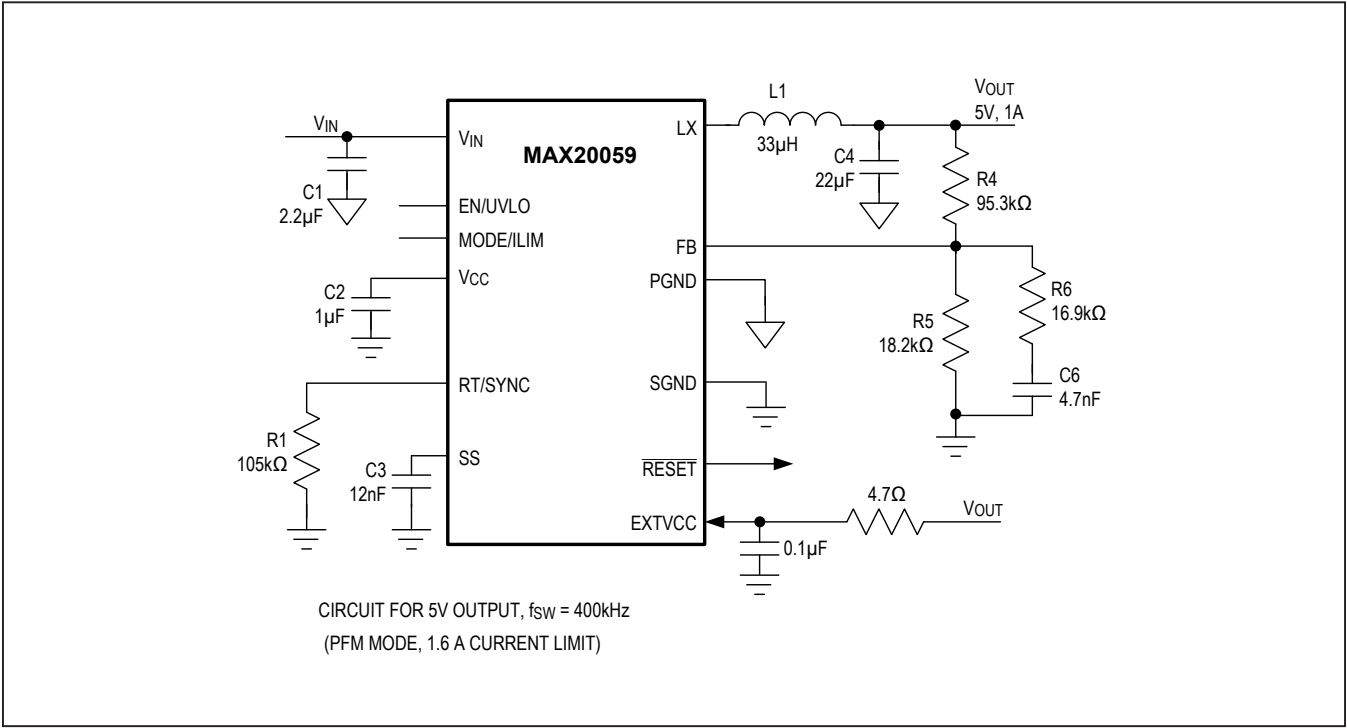 VIN
C1
2.2µF
VIN
EN/UVLO
MODE/ILIM
VCC
C2
1µF
RT/SYNC
R1
105kΩ
SS
C3
12nF
MAX20059
LX
FB
PGND
SGND
RESET
EXTVCC
L1
33µH
C4
22µF
VOUT
5V, 1A
R4
95.3kΩ
R5
18.2kΩ
R6
16.9kΩ
C6
4.7nF
4.7Ω
VOUT
0.1µF
CIRCUIT FOR 5V OUTPUT, fSW = 400kHz
(PFM MODE, 1.6 A CURRENT LIMIT)